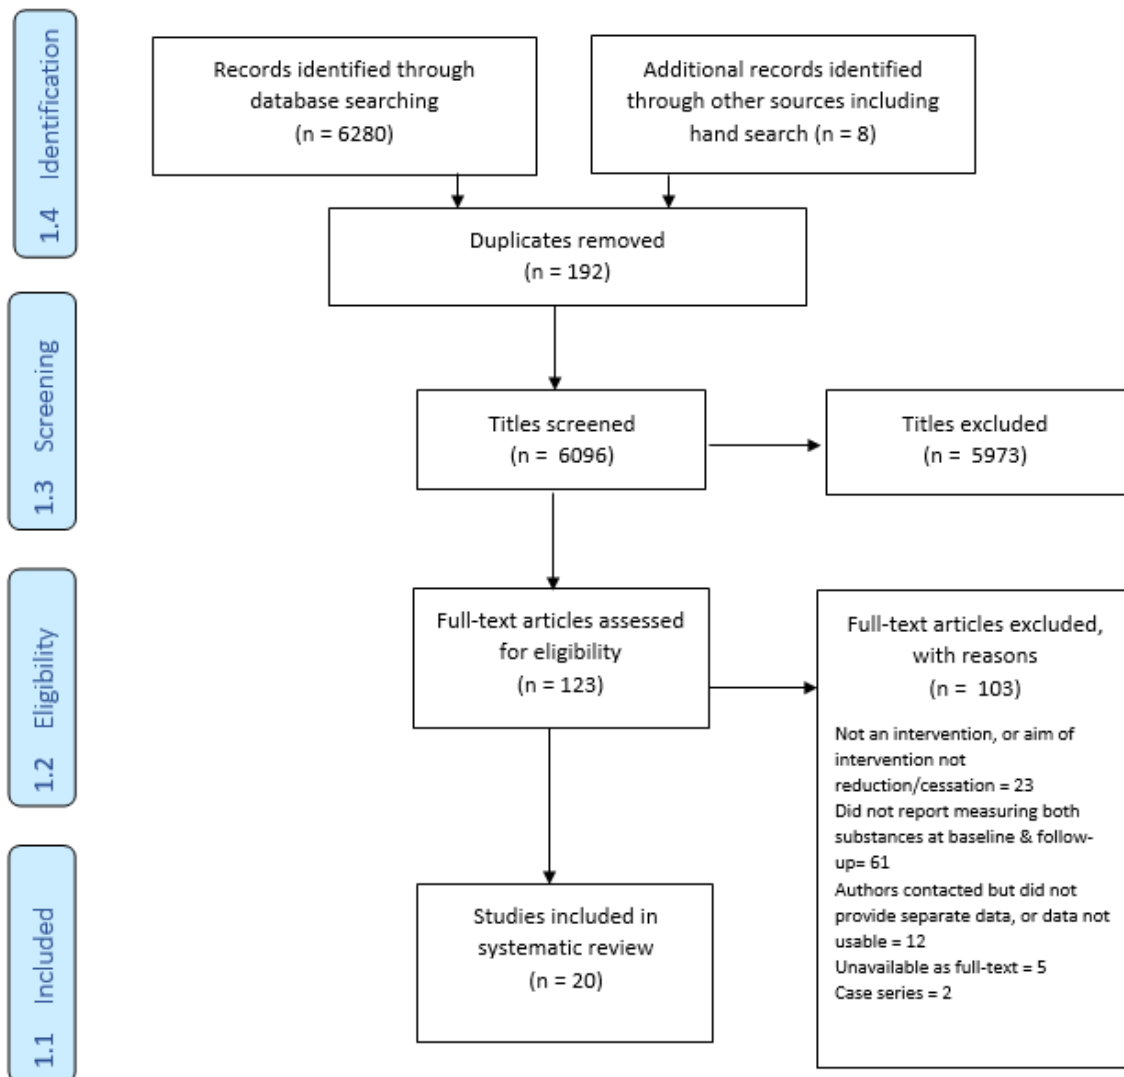 1.4 Identification
Records identified through
database searching
(n = 6280)
Additional records identified
through other sources including
hand search (n = 8)
Duplicates removed
(n = 192)
1.3 Screening
Titles screened
(n = 6096)
Titles excluded
(n = 5973)
1.2 Eligibility
Full-text articles assessed
for eligibility
(n = 123)
Full-text articles excluded,
with reasons
(n = 103)
Not an intervention, or aim of
intervention not
reduction/cessation = 23
Did not report measuring both
substances at baseline & follow-
up= 61
Authors contacted but did not
provide separate data, or data not
usable = 12
Unavailable as full-text = 5
Case series = 2
1.1 Included
Studies included in
systematic review
(n = 20)